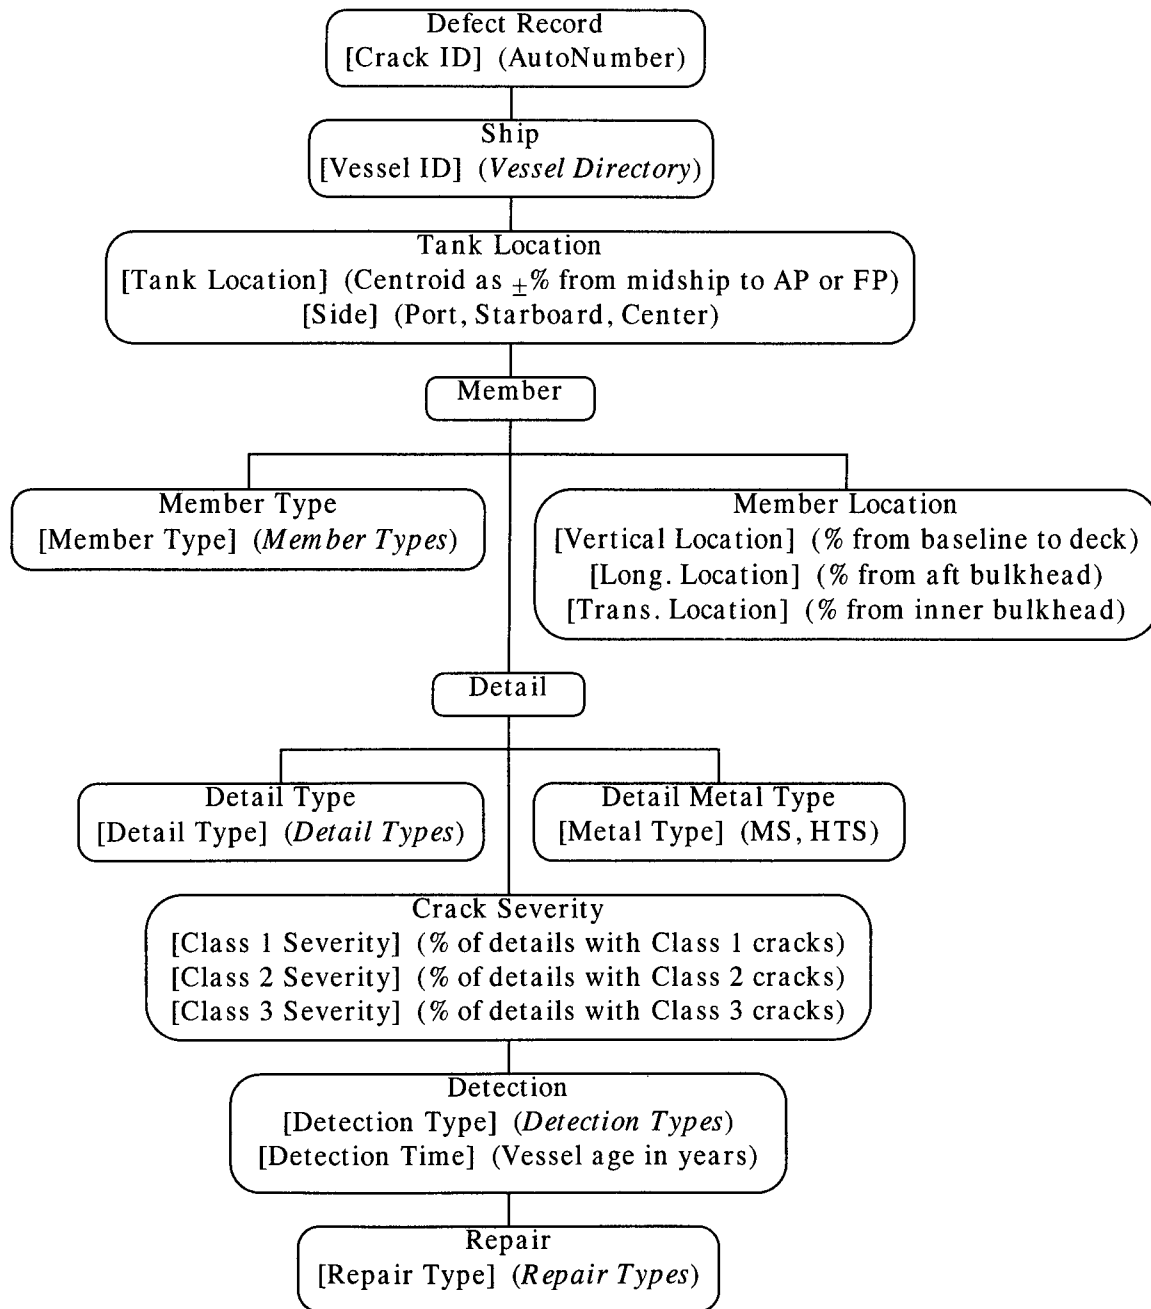 Defect Record
[Crack ID] (AutoNumber)
Ship
[Vessel ID] (Vessel Directory)
Tank Location
[Tank Location] (Centroid as ±% from midship to AP or FP)
[Side] (Port, Starboard, Center)
Member
Member Type
[Member Type] (Member Types)
Member Location
[Vertical Location] (% from baseline to deck)
[Long. Location] (% from aft bulkhead)
[Trans. Location] (% from inner bulkhead)
Detail
Detail Type
[Detail Type] (Detail Types)
Detail Metal Type
[Metal Type] (MS, HTS)
Crack Severity
[Class 1 Severity] (% of details with Class 1 cracks)
[Class 2 Severity] (% of details with Class 2 cracks)
[Class 3 Severity] (% of details with Class 3 cracks)
Detection
[Detection Type] (Detection Types)
[Detection Time] (Vessel age in years)
Repair
[Repair Type] (Repair Types)